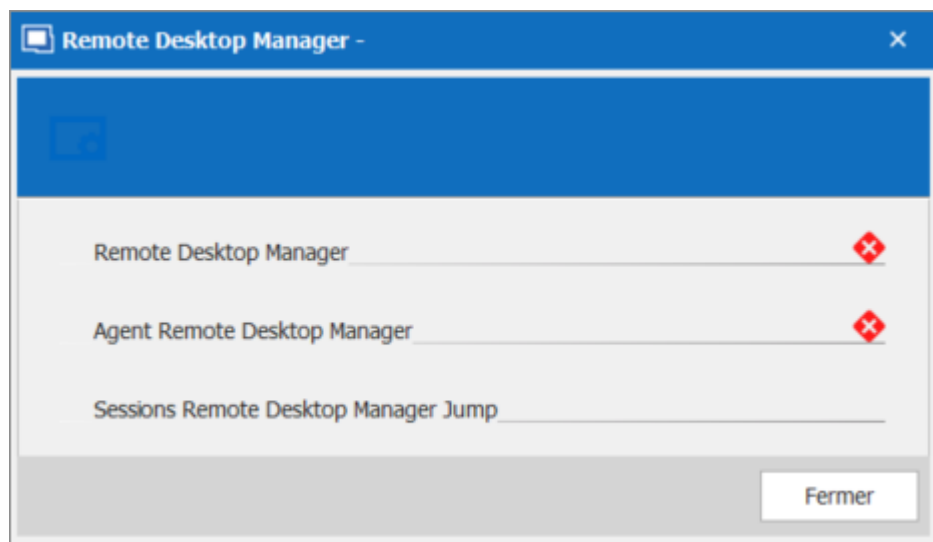 Remote Desktop Manager -
Remote Desktop Manager
Agent Remote Desktop Manager
Sessions Remote Desktop Manager Jump
Fermer